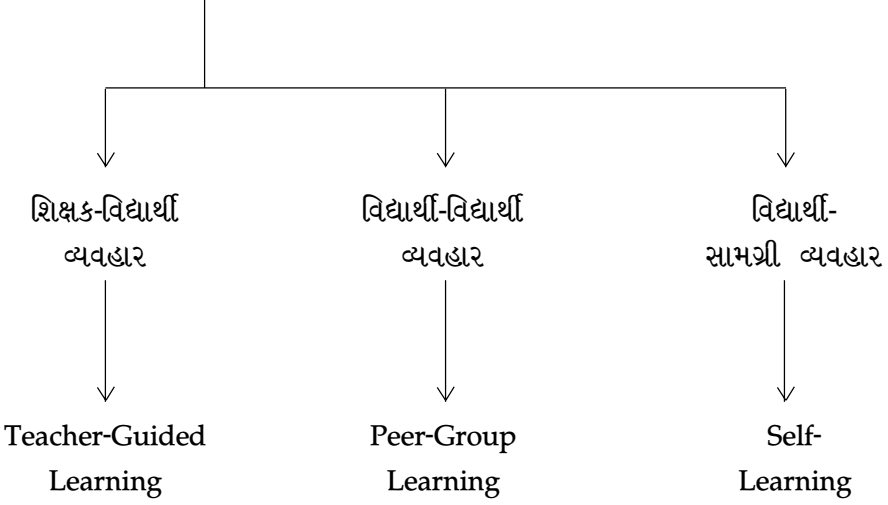 શિક્ષક-વિદ્યાર્થી
વ્યવહાર
વિદ્યાર્થી-વિદ્યાર્થી
વ્યવહાર
વિદ્યાર્થી-
સામગ્રી વ્યવહાર
Teacher-Guided
Learning
Peer-Group
Learning
Self-
Learning